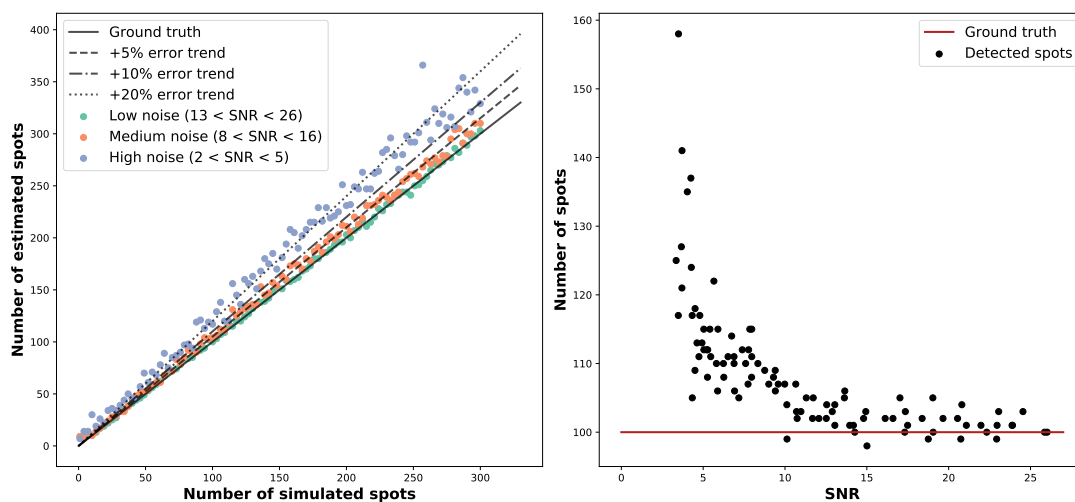 400
350
300
250
200
150
100
50
0
Number of estimated spots
Ground truth
+5% error trend
+10% error trend
+20% error trend
Low noise (13 < SNR < 26)
Medium noise (8 < SNR < 16)
High noise (2 < SNR < 5)
0 50 100 150 200 250 300
Number of simulated spots
160
150
140
130
120
110
100
Number of spots
Ground truth
Detected spots
0 5 10 15 20 25
SNR